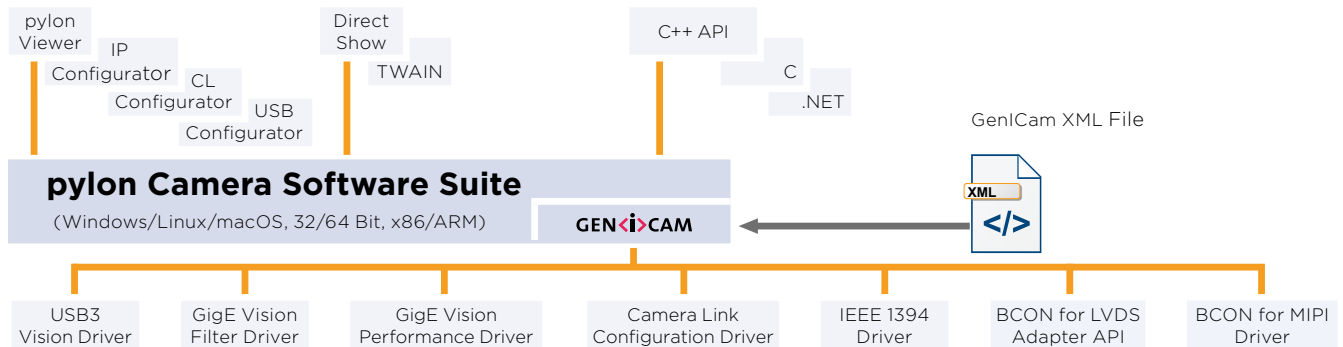 pylon
Viewer
IP
Configurator
CL
Configurator
USB
Configurator
Direct
Show
TWAIN
C++ API
C
.NET
GenICam XML File
XML
</>
pylon Camera Software Suite
(Windows/Linux/macOS, 32/64 Bit, x86/ARM)
GEN<i>CAM
USB3
Vision Driver
GigE Vision
Filter Driver
GigE Vision
Performance Driver
Camera Link
Configuration Driver
IEEE 1394
Driver
BCON for LVDS
Adapter API
BCON for MIPI
Driver